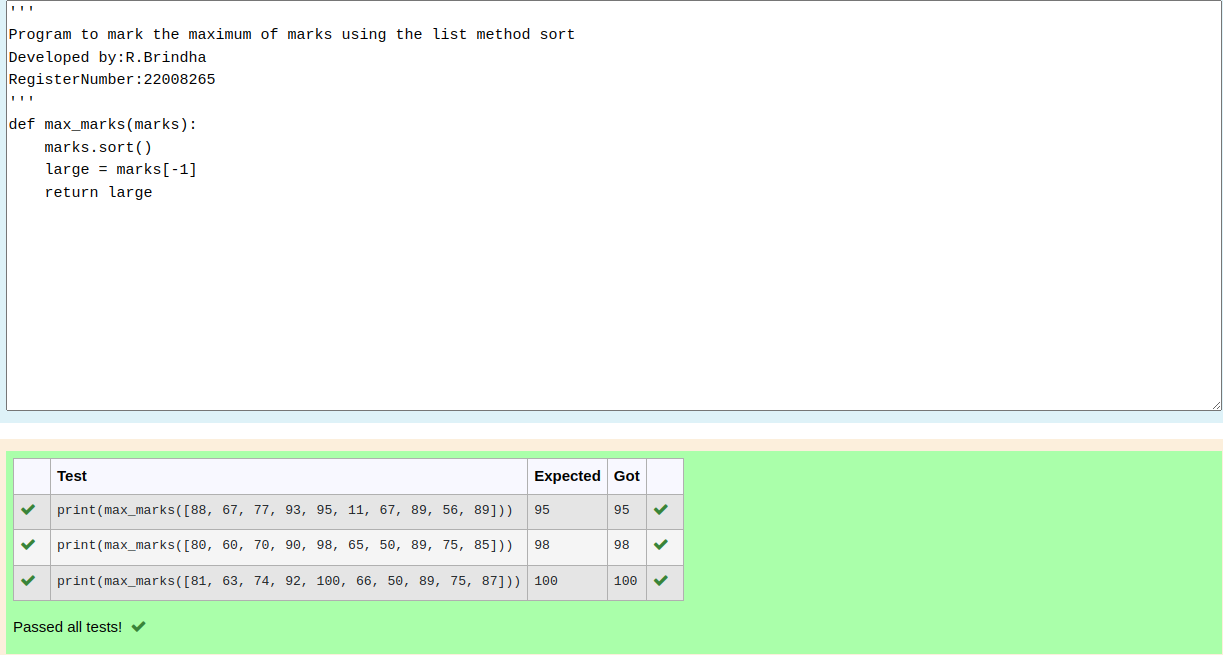 '''
Program to mark the maximum of marks using the list method sort
Developed by:R.Brindha
RegisterNumber:22008265
'''
def max_marks(marks):
    marks.sort()
    large = marks[-1]
    return large
Test Expected Got
print(max_marks([88, 67, 77, 93, 95, 11, 67, 89, 56, 89])) 95 95
print(max_marks([80, 60, 70, 90, 98, 65, 50, 89, 75, 85])) 98 98
print(max_marks([81, 63, 74, 92, 100, 66, 50, 89, 75, 87])) 100 100
Passed all tests!